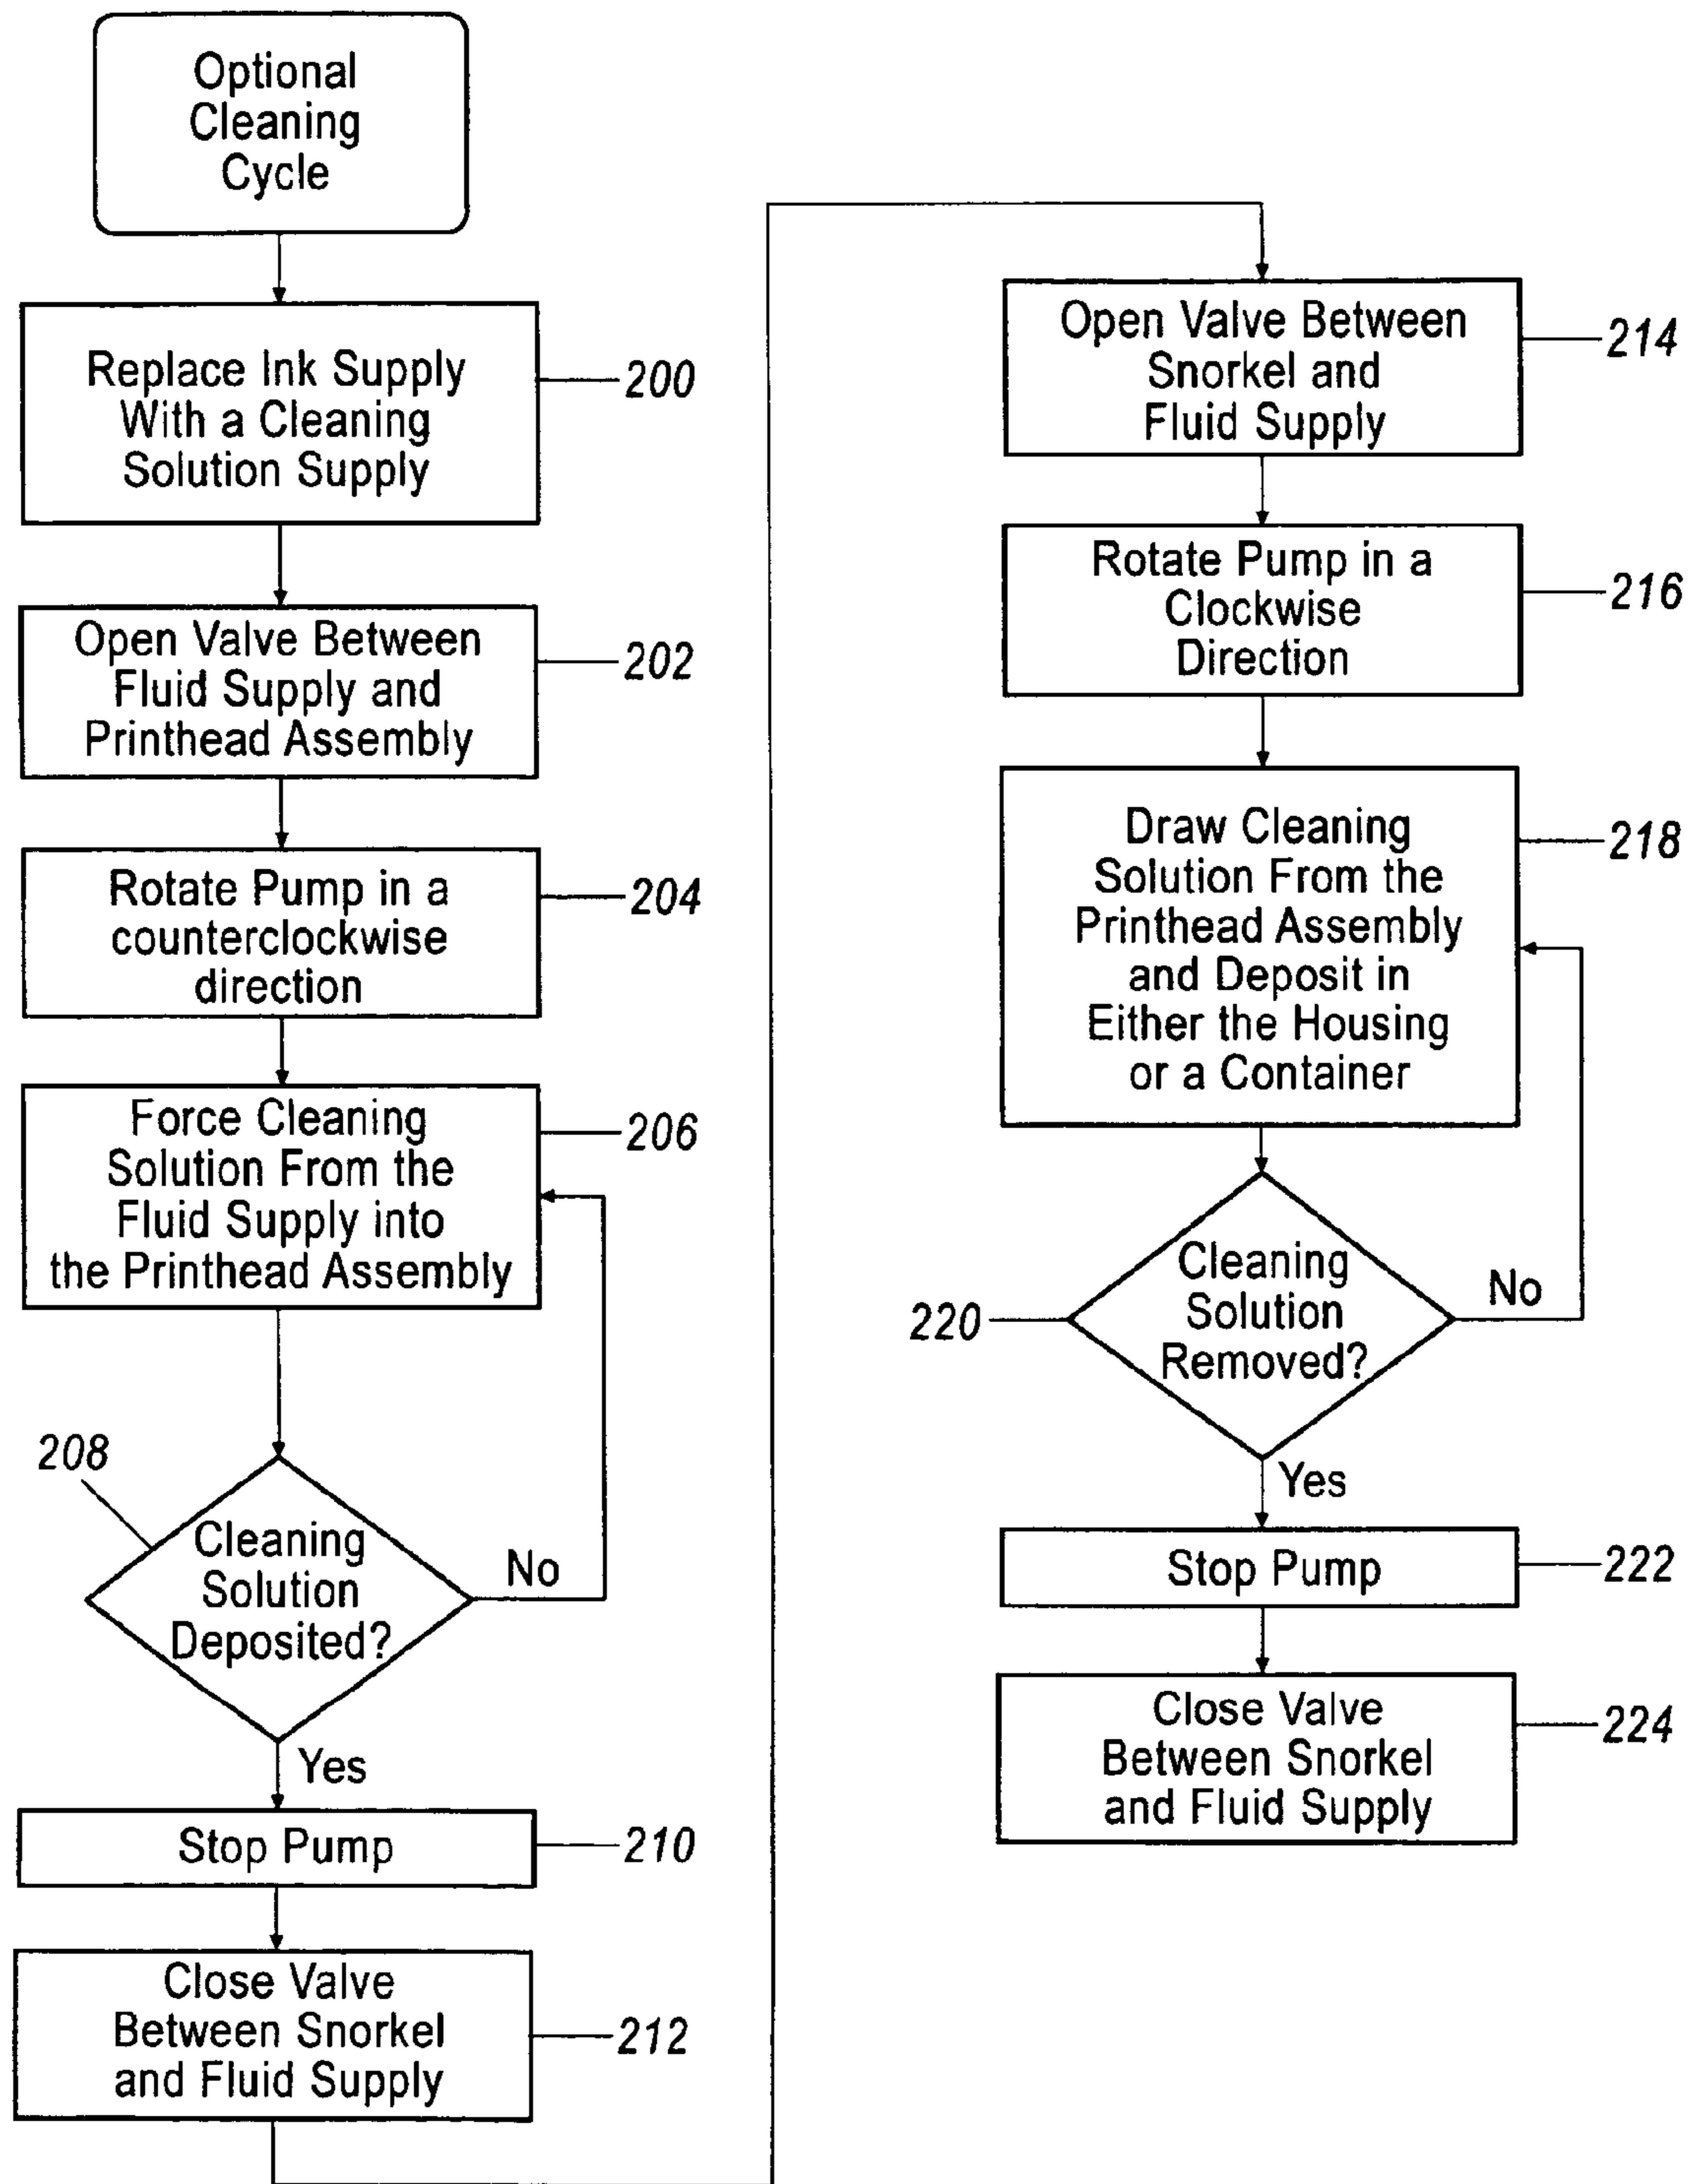 Optional
Cleaning
Cycle
Replace Ink Supply
With a Cleaning
Solution Supply
200
Open Valve Between
Fluid Supply and
Printhead Assembly
202
Rotate Pump in a
counterclockwise
direction
204
Force Cleaning
Solution From the
Fluid Supply into
the Printhead Assembly
206
208
Cleaning
Solution
Deposited?
No
Yes
Stop Pump
210
Close Valve
Between Snorkel
and Fluid Supply
212
Open Valve Between
Snorkel and
Fluid Supply
214
Rotate Pump in a
Clockwise
Direction
216
Draw Cleaning
Solution From the
Printhead Assembly
and Deposit in
Either the Housing
or a Container
218
220
Cleaning
Solution
Removed?
No
Yes
Stop Pump
222
Close Valve
Between Snorkel
and Fluid Supply
224